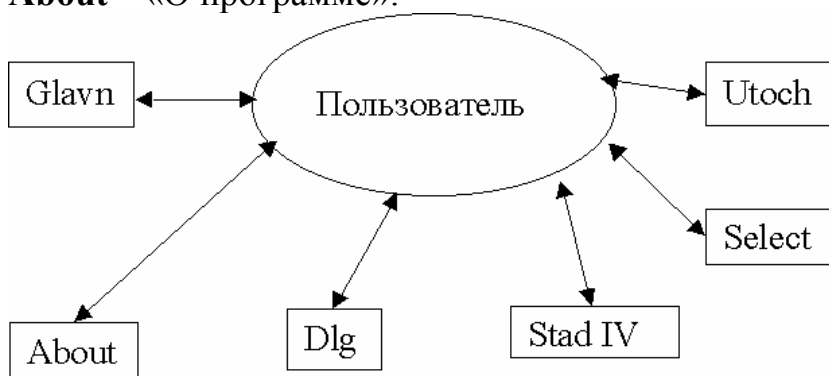 About – «О программе».
Glavn
Пользователь
Utoch
Select
Stad IV
Dlg
About